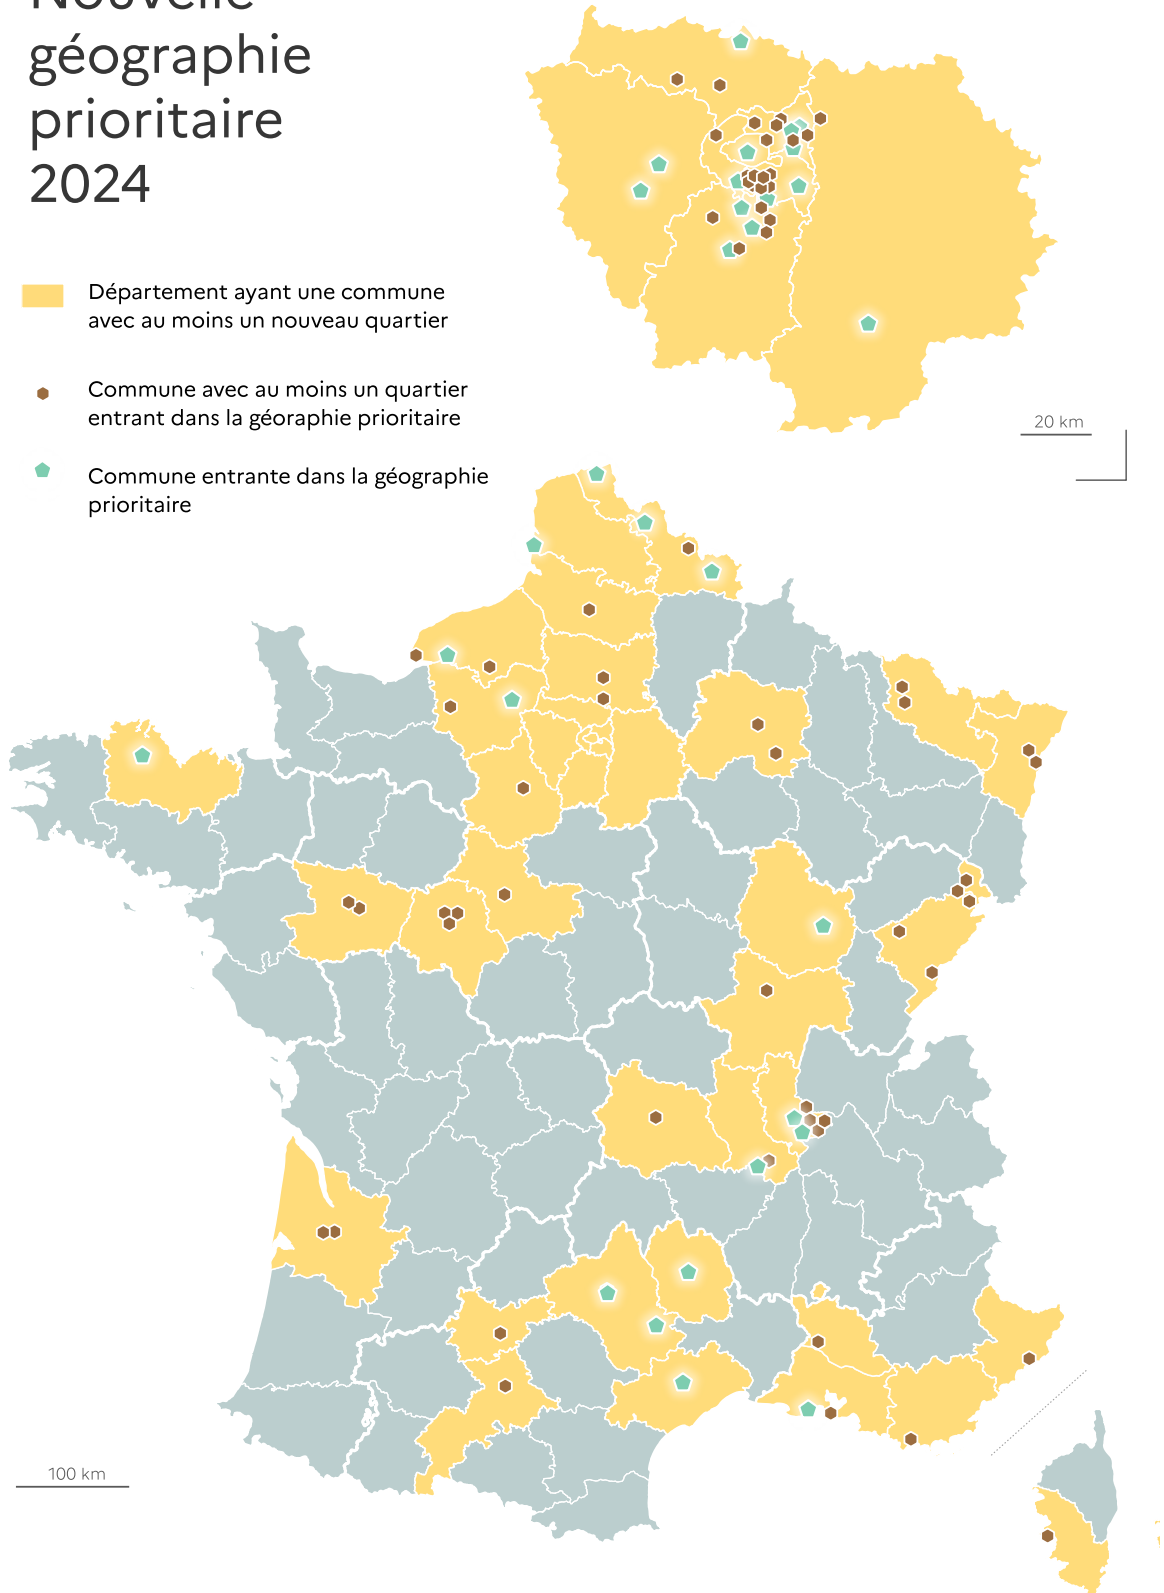 Nouvelle
géographie
prioritaire
2024
Département ayant une commune
avec au moins un nouveau quartier
Commune avec au moins un quartier
entrant dans la géoraphie prioritaire
Commune entrante dans la géographie
prioritaire
20 km
100 km